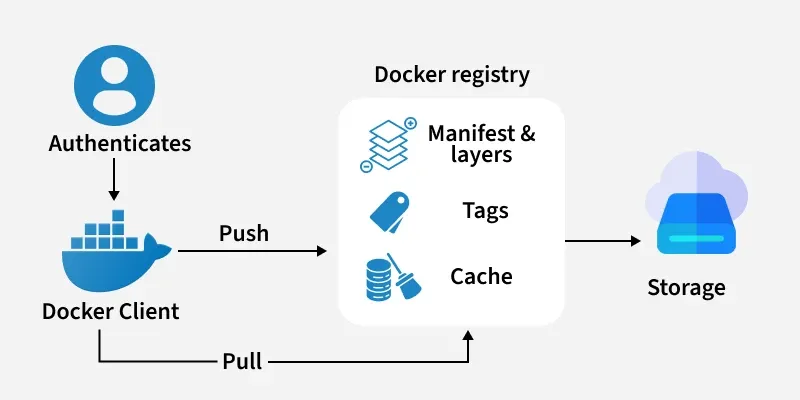 Docker registry
Authenticates
Manifest &
layers
Tags
Push
Cache
Storage
Docker Client
Pull